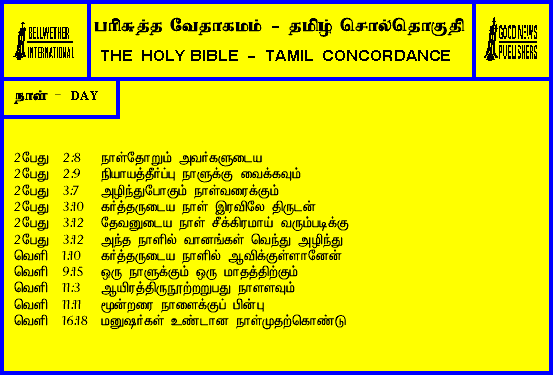 BELLWETHER
INTERNATIONAL
பரிசுத்த வேதாகமம் - தமிழ் சொல்தொகுதி
THE HOLY BIBLE - TAMIL CONCORDANCE
GOOD NEWS
PUBLISHERS
நாள் - DAY
2பேது 2:8 நாள்தோறும் அவர்களுடைய
2பேது 2:9 நியாயத்தீர்ப்பு நாளுக்கு வைக்கவும்
2பேது 3:7 அழிந்துபோகும் நாள்வரைக்கும்
2பேது 3:10 கர்த்தருடைய நாள் இரவிலே திருடன்
2பேது 3:12 தேவனுடைய நாள் சீக்கிரமாய் வரும்படிக்கு
2பேது 3:12 அந்த நாளில் வானங்கள் வெந்து அழிந்து
வெளி 1:10 கர்த்தருடைய நாளில் ஆவிக்குள்ளானேன்
வெளி 9:15 ஒரு நாளுக்கும் ஒரு மாதத்திற்கும்
வெளி 11:3 ஆயிரத்திருநூற்றறுபது நாளளவும்
வெளி 11:11 மூன்றரை நாளைக்குப் பின்பு
வெளி 16:18 மனுஷர்கள் உண்டான நாள்முதற்கொண்டு